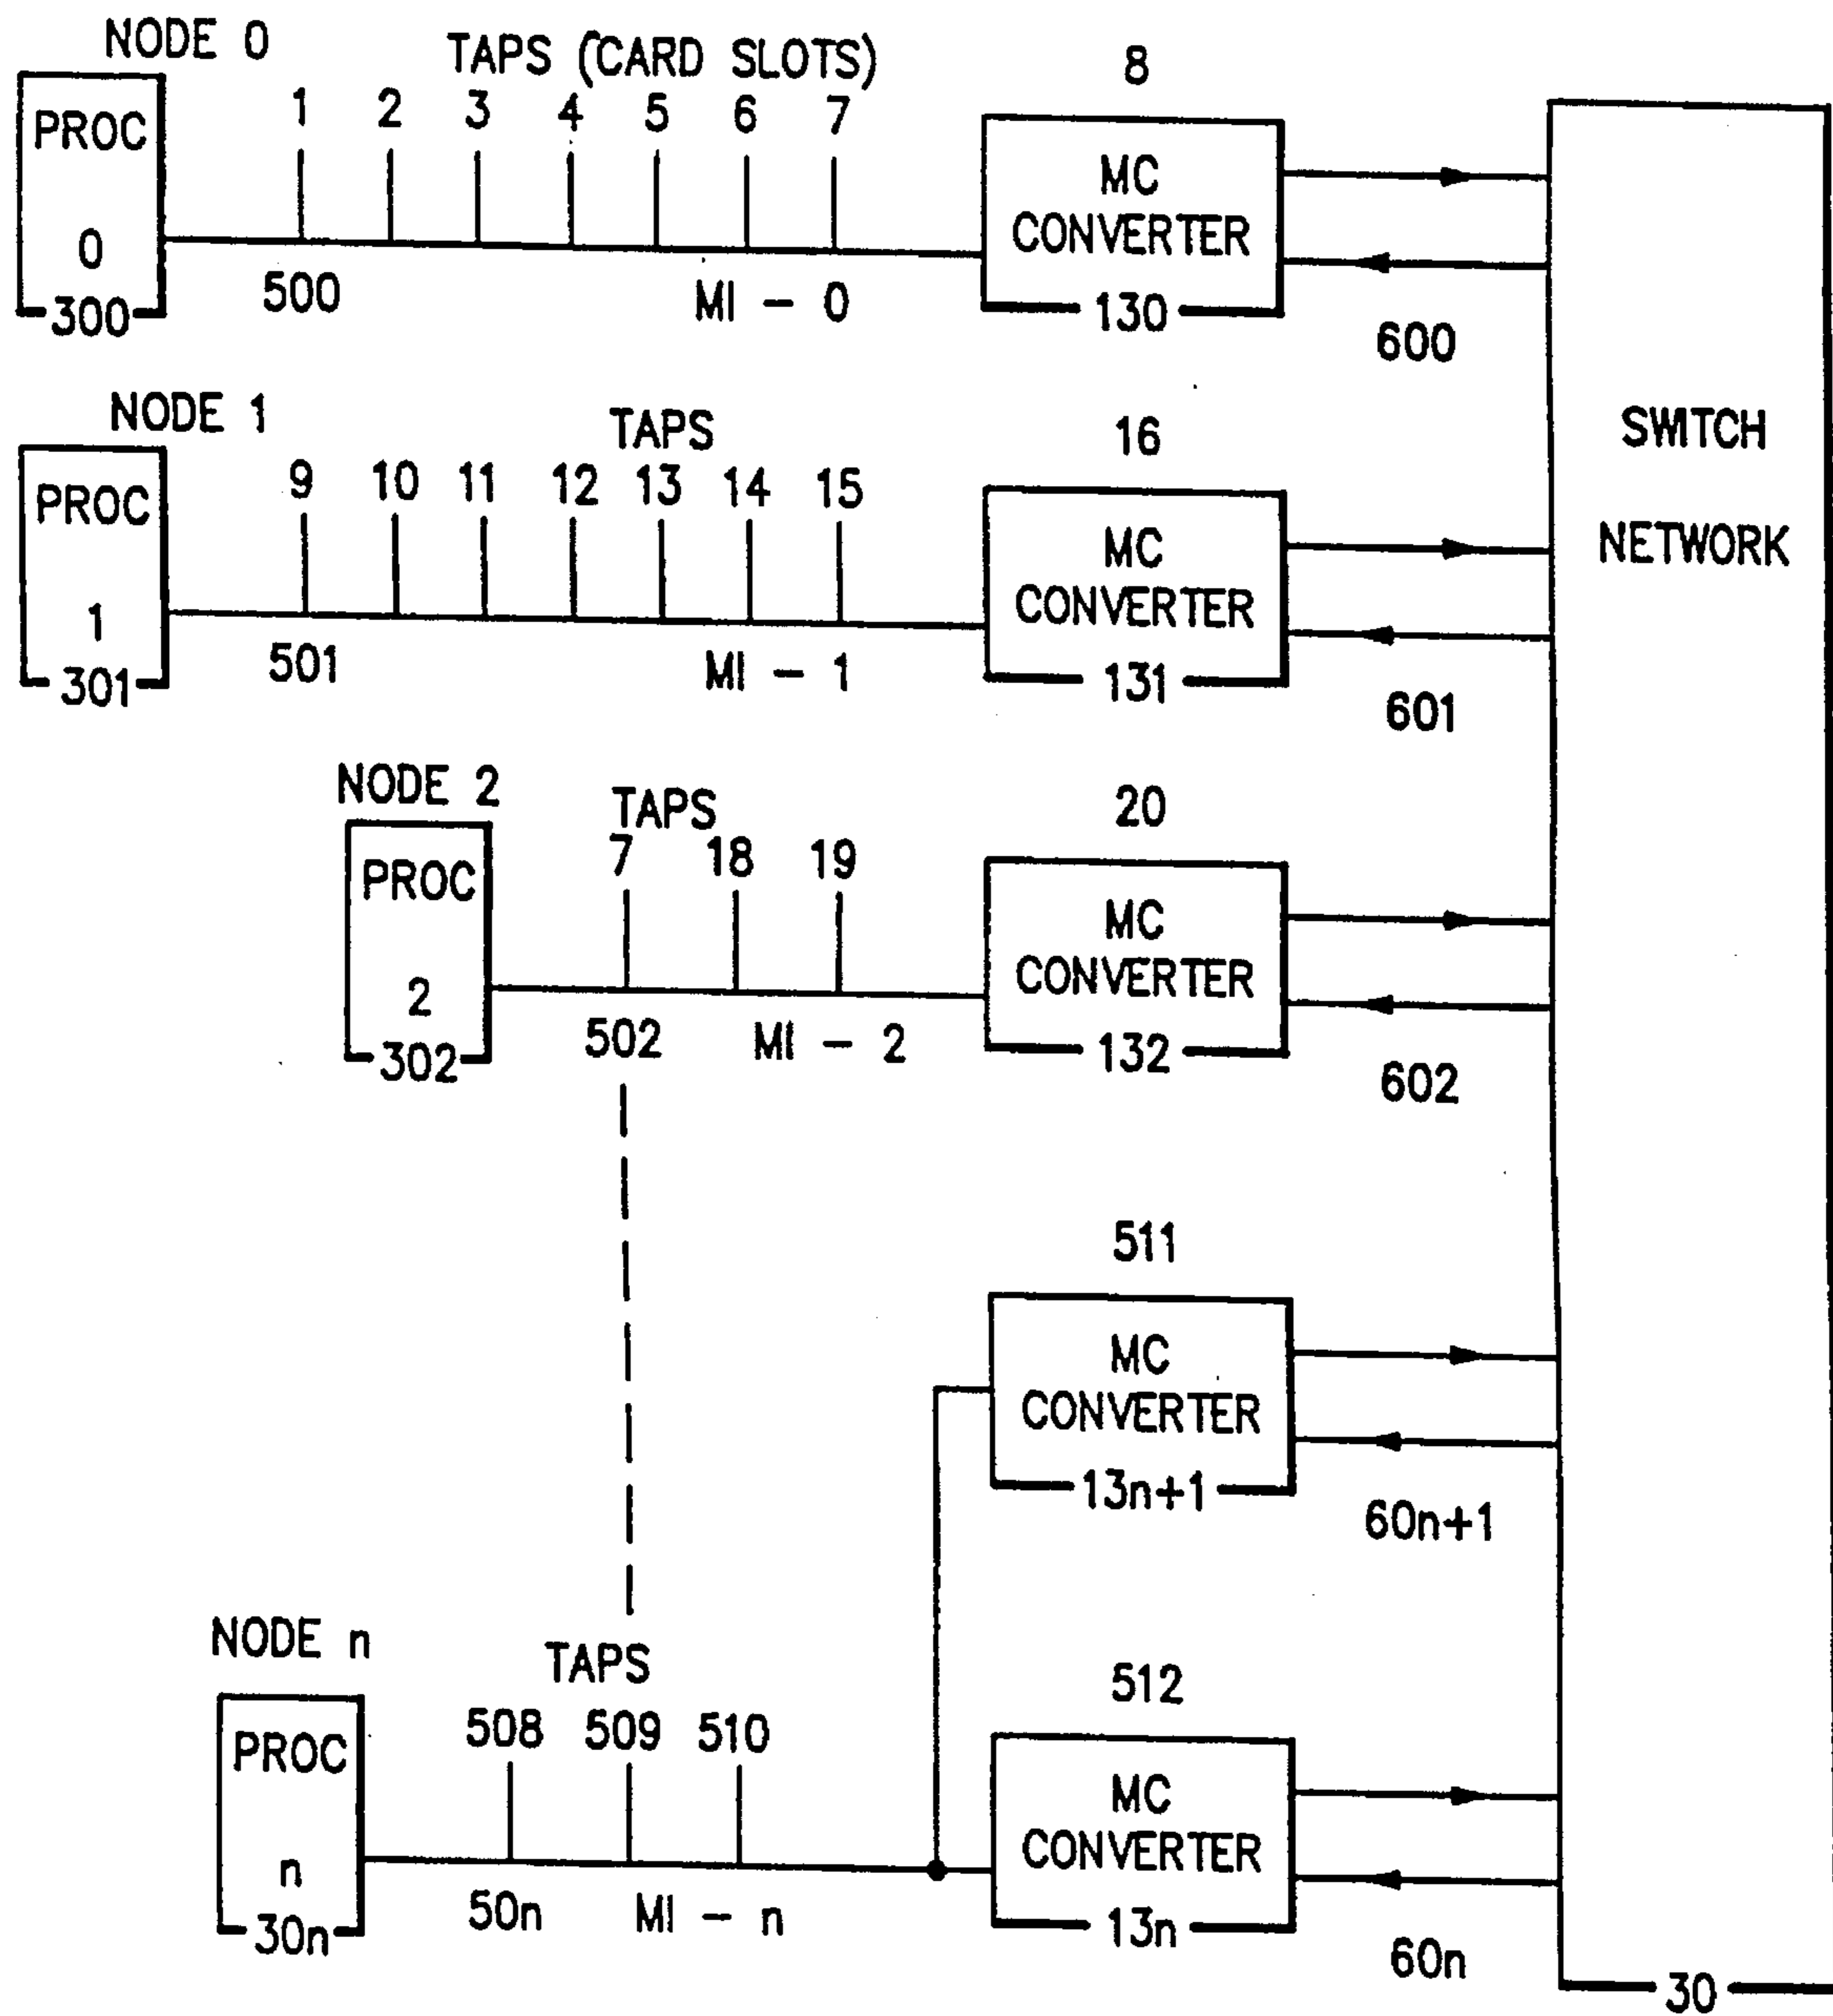 NODE 0
TAPS (CARD SLOTS)
1 2 3 4 5 6 7
8
PROC
0
300
500
MI - 0
MC
CONVERTER
130
600
NODE 1
TAPS
9 10 11 12 13 14 15
16
PROC
1
301
501
MI - 1
MC
CONVERTER
131
601
SWITCH
NETWORK
NODE 2
TAPS
7 18 19
20
PROC
2
302
502
MI - 2
MC
CONVERTER
132
602
511
MC
CONVERTER
13n+1
60n+1
NODE n
TAPS
508 509 510
512
PROC
n
30n
50n
MI - n
MC
CONVERTER
13n
60n
30